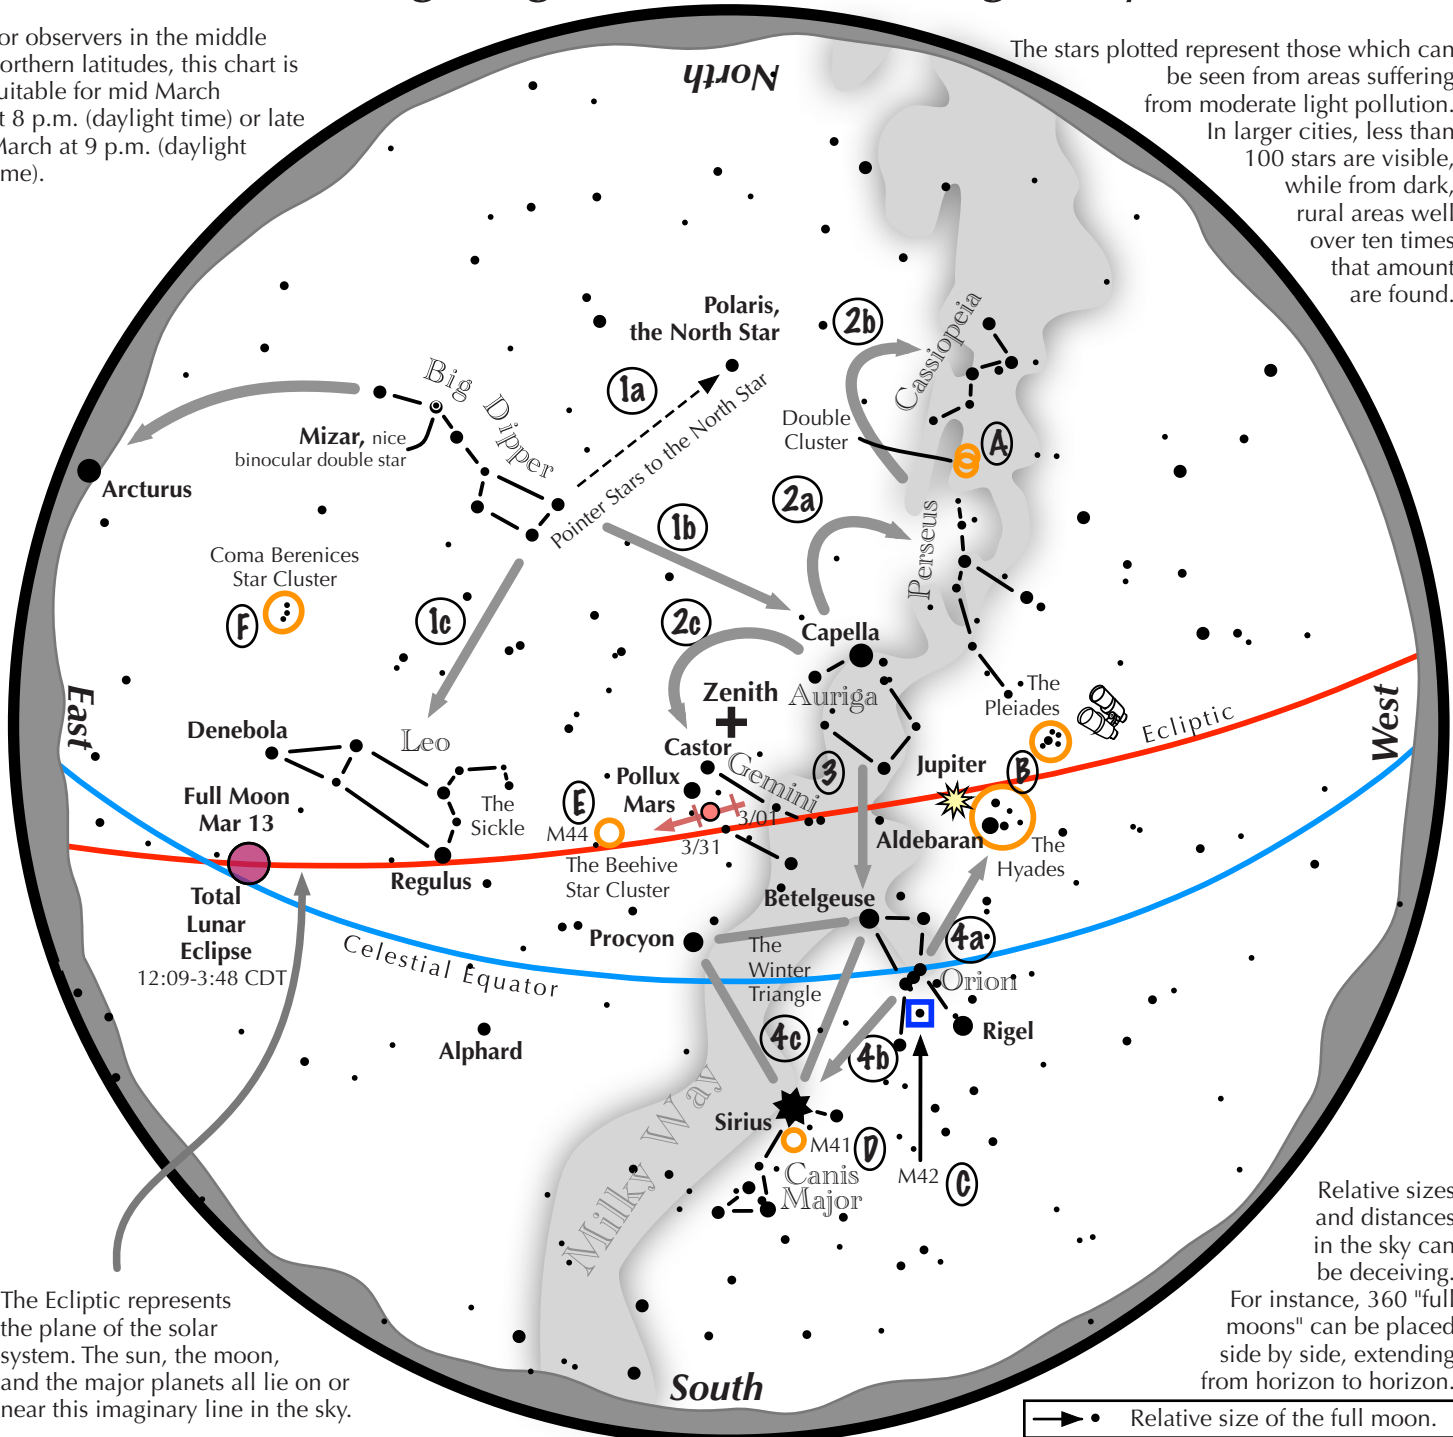 or observers in the middle
orthern latitudes, this chart is
uitable for mid March
t 8 p.m. (daylight time) or late
March at 9 p.m. (daylight
me).
North
The stars plotted represent those which can
be seen from areas suffering
from moderate light pollution.
In larger cities, less than
100 stars are visible,
while from dark,
rural areas well
over ten times
that amount
are found.
Polaris,
the North Star
2b
Cassiopeia
Big Dipper
1a
Pointer Stars to the North Star
Double
Cluster
A
Mizar, nice
binocular double star
Arcturus
2a
1b
Perseus
Coma Berenices
Star Cluster
F
1c
2c
Capella
Auriga
Zenith
The
Pleiades
East
West
Ecliptic
Denebola
Leo
Castor
Gemini
3
Jupiter
B
Pollux
Mars
3/01
3/31
Full Moon
Mar 13
The
Sickle
E
M44
The Beehive
Star Cluster
Aldebaran
The
Hyades
Regulus
Total
Lunar
Eclipse
12:09-3:48 CDT
Betelgeuse
Procyon
The
Winter
Triangle
4a
Orion
Celestial Equator
Rigel
Alphard
4c
4b
Milky Way
Sirius
M41
D
M42
C
Canis
Major
Relative sizes
and distances
in the sky can
be deceiving.
For instance, 360 "full
moons" can be placed
side by side, extending
from horizon to horizon.
The Ecliptic represents
the plane of the solar
system. The sun, the moon,
and the major planets all lie on or
near this imaginary line in the sky.
South
Relative size of the full moon.